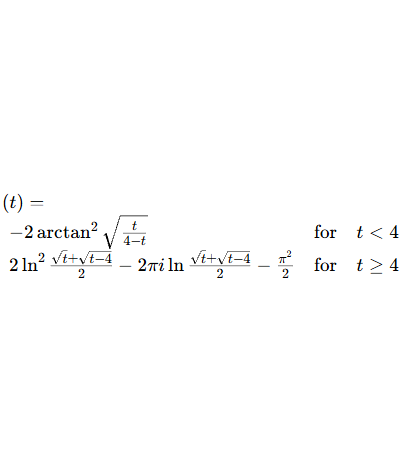 (t) =
−2 arctan² √(t/(4−t)) for t < 4
2 ln² (√t+√(t−4))/2 − 2πi ln (√t+√(t−4))/2 − π²/2 for t ≥ 4